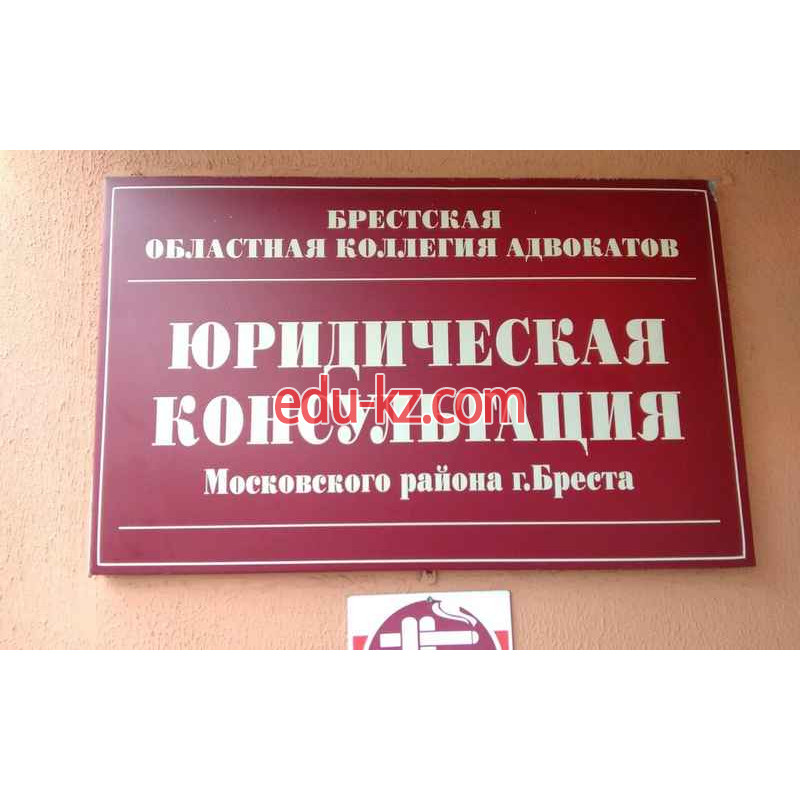 БРЕСТСКАЯ
ОБЛАСТНАЯ КОЛЛЕГИЯ АДВОКАТОВ
ЮРИДИЧЕСКАЯ
edu-kz.com
КОНСУЛЬТАЦИЯ
Московского района г.Бреста